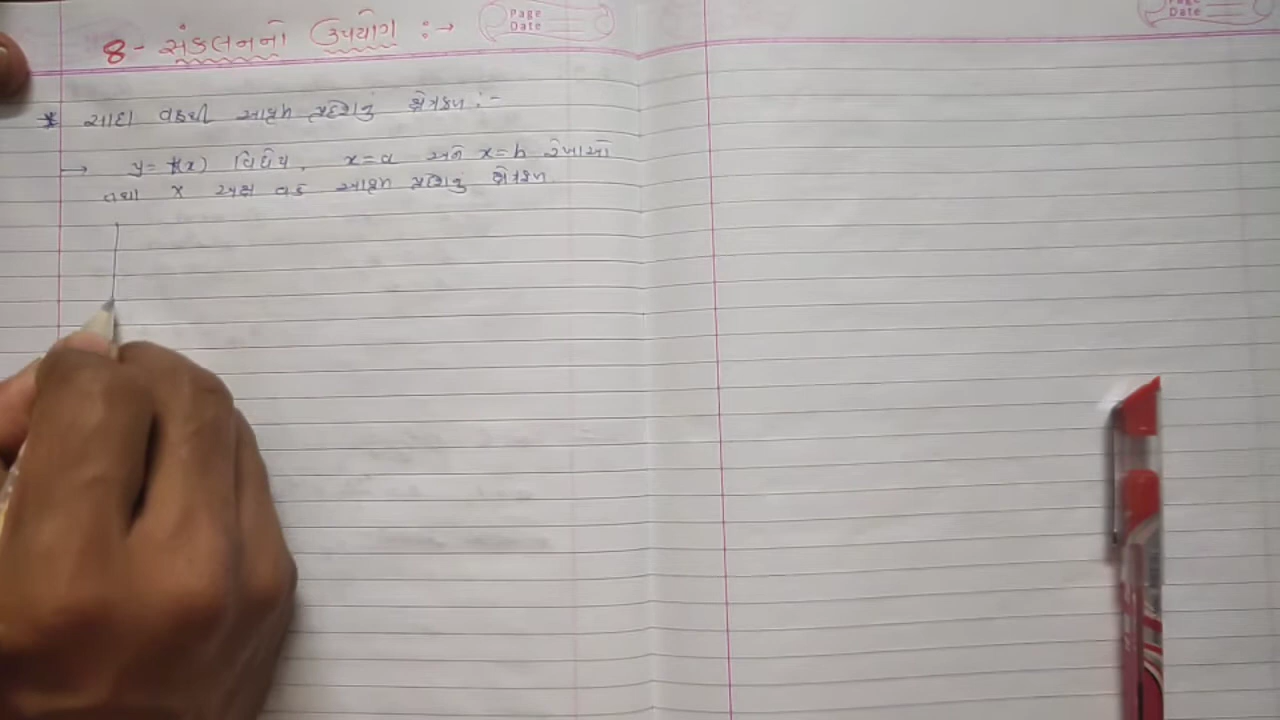 Page
Date
Date
8 - સંકલનનો ઉપયોગ :→
* સાદા વક્રથી આવૃત્ત પ્રદેશનું ક્ષેત્રફળ :-
→ y = f(x) વિધેય, x = a અને x = b રેખાઓ
તથા x અક્ષ વડે આવૃત્ત પ્રદેશનું ક્ષેત્રફળ